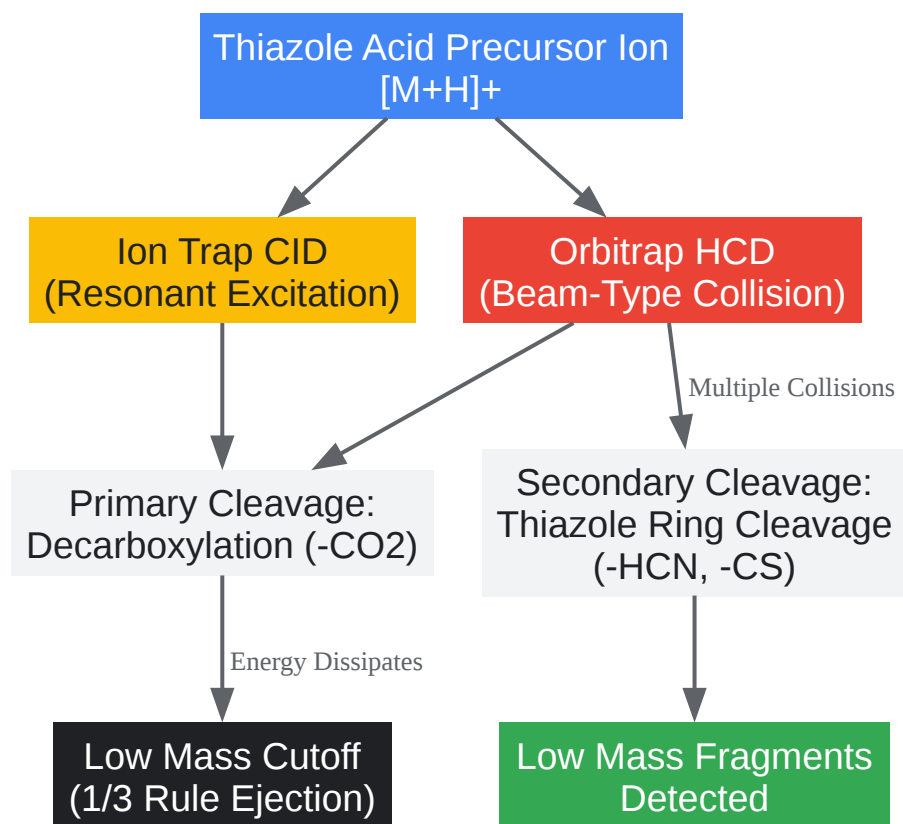 Thiazole Acid Precursor Ion
[M+H]+
Ion Trap CID
(Resonant Excitation)
Orbitrap HCD
(Beam-Type Collision)
Multiple Collisions
Primary Cleavage:
Decarboxylation (-CO2)
Secondary Cleavage:
Thiazole Ring Cleavage
(-HCN, -CS)
Energy Dissipates
Low Mass Cutoff
(1/3 Rule Ejection)
Low Mass Fragments
Detected